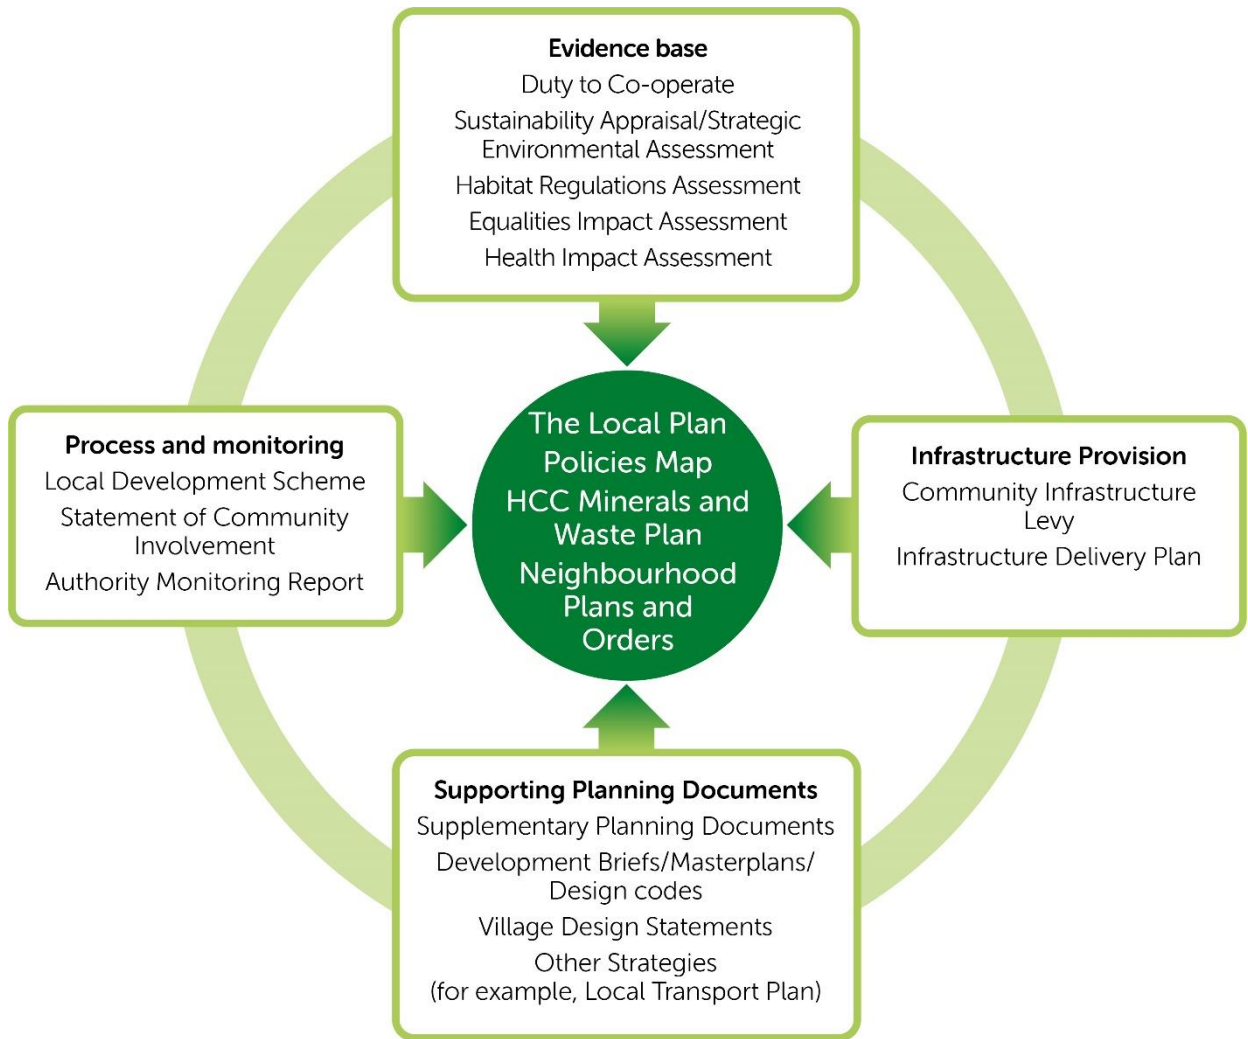 Evidence base
Duty to Co-operate
Sustainability Appraisal/Strategic
Environmental Assessment
Habitat Regulations Assessment
Equalities Impact Assessment
Health Impact Assessment
Process and monitoring
Local Development Scheme
Statement of Community
Involvement
Authority Monitoring Report
The Local Plan
Policies Map
HCC Minerals and
Waste Plan
Neighbourhood
Plans and
Orders
Infrastructure Provision
Community Infrastructure
Levy
Infrastructure Delivery Plan
Supporting Planning Documents
Supplementary Planning Documents
Development Briefs/Masterplans/
Design codes
Village Design Statements
Other Strategies
(for example, Local Transport Plan)